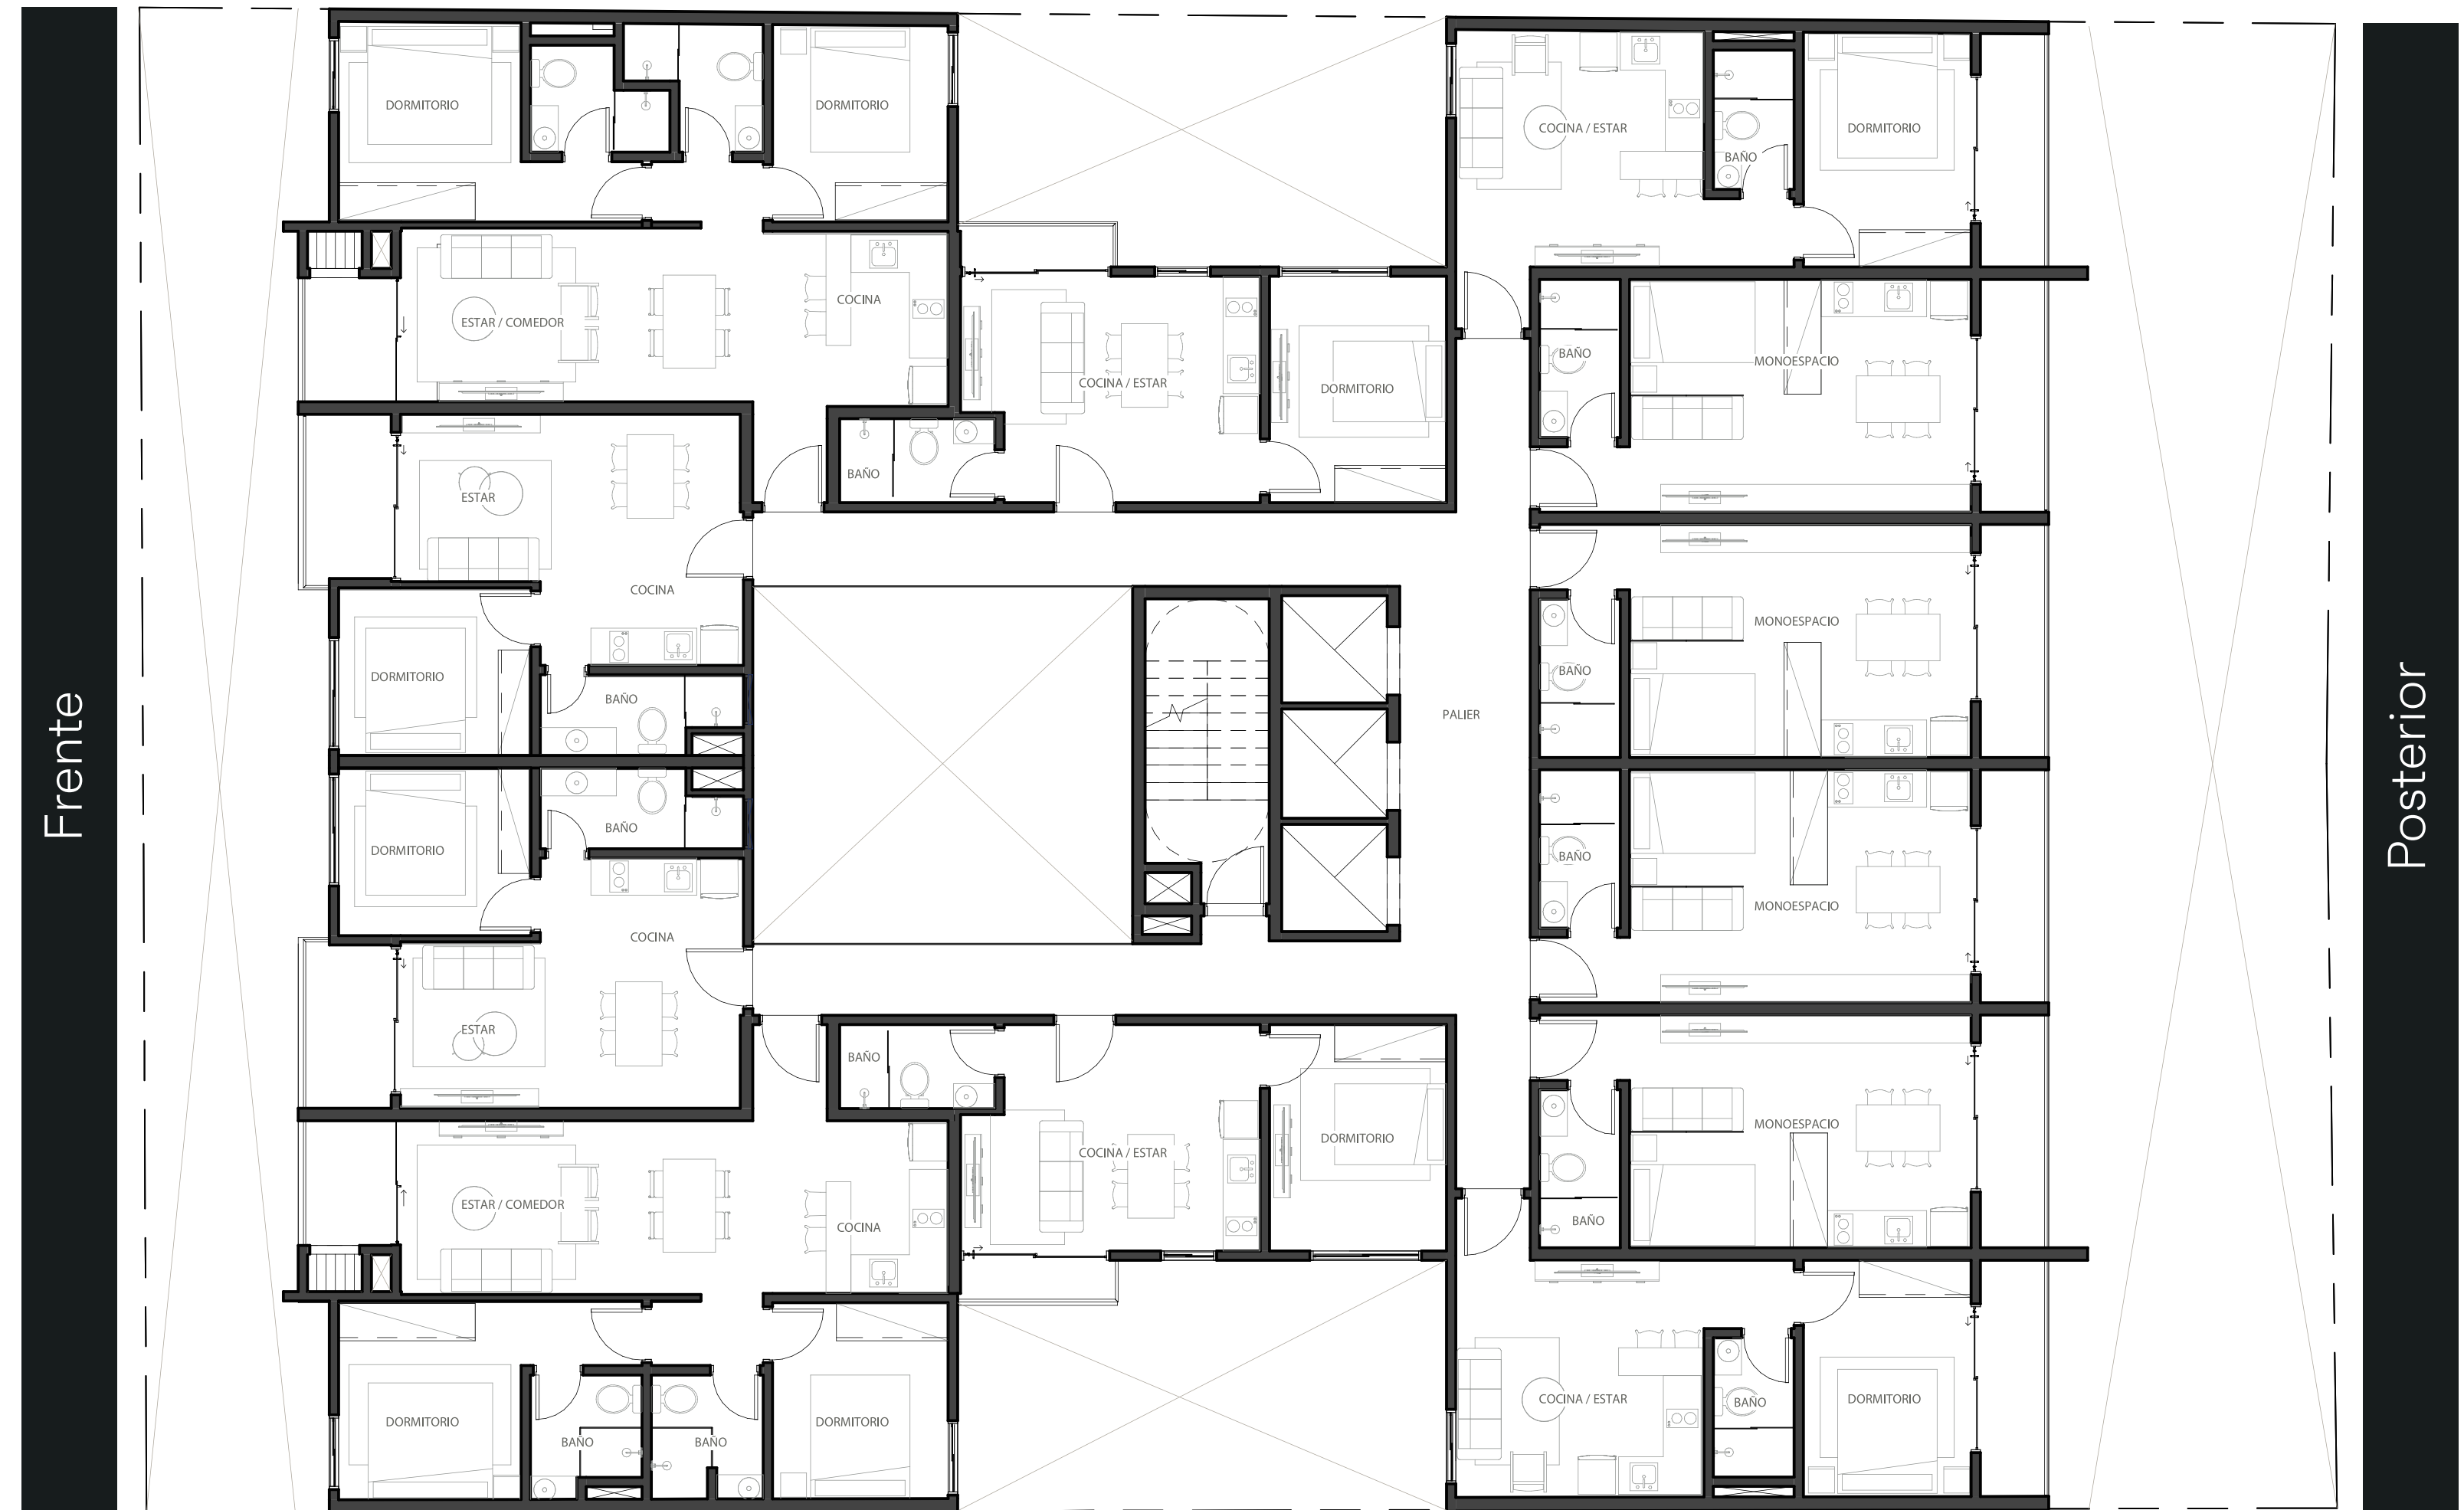 Frente
DORMITORIO
DORMITORIO
COCINA / ESTAR
BAÑO
DORMITORIO
ESTAR / COMEDOR
COCINA
COCINA / ESTAR
DORMITORIO
BAÑO
MONOESPACIO
ESTAR
BAÑO
COCINA
MONOESPACIO
DORMITORIO
BAÑO
BAÑO
PALIER
DORMITORIO
BAÑO
BAÑO
MONOESPACIO
COCINA
ESTAR
BAÑO
COCINA / ESTAR
DORMITORIO
MONOESPACIO
ESTAR / COMEDOR
COCINA
BAÑO
DORMITORIO
BAÑO
BAÑO
DORMITORIO
COCINA / ESTAR
BAÑO
DORMITORIO
Posterior